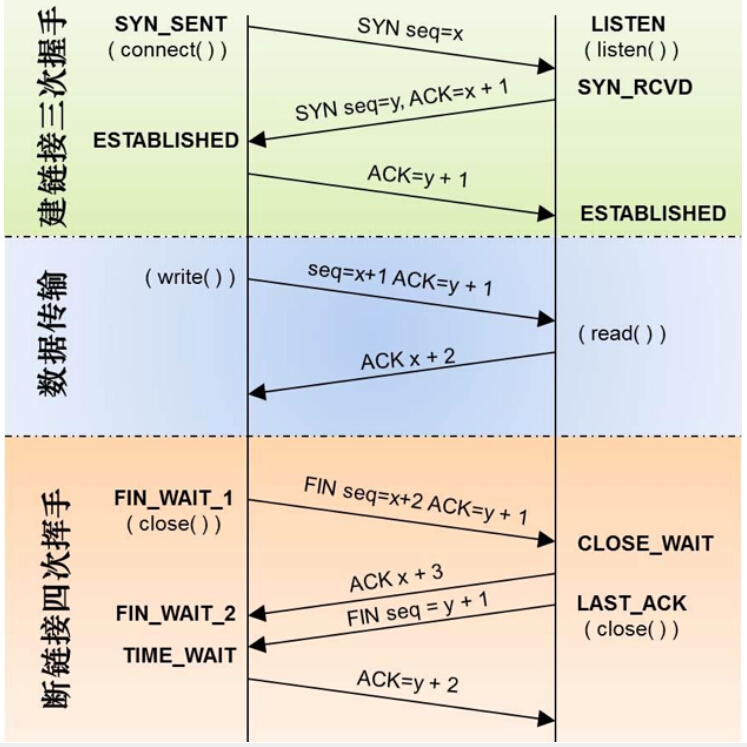 建链接三次握手
SYN_SENT
( connect( ) )
SYN seq=x
LISTEN
( listen( ) )
SYN_RCVD
SYN seq=y, ACK=x + 1
ESTABLISHED
ACK=y + 1
ESTABLISHED
数据传输
( write( ) )
seq=x+1 ACK=y + 1
( read( ) )
ACK x + 2
断链接四次挥手
FIN_WAIT_1
( close( ) )
FIN seq=x+2 ACK=y + 1
CLOSE_WAIT
ACK x + 3
FIN_WAIT_2
FIN seq = y + 1
LAST_ACK
( close( ) )
TIME_WAIT
ACK=y + 2